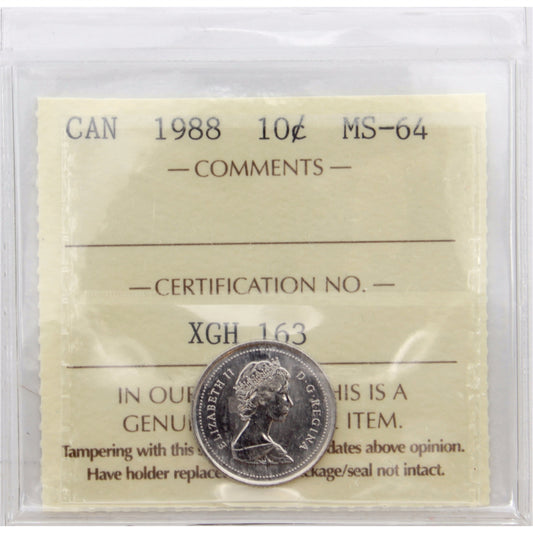 CAN 1988 10¢ MS-64
— COMMENTS —
— CERTIFICATION NO. —
XGH 163
IN OUR THIS IS A
GENUI ITEM.
Tampering with this dates above opinion.
Have holder replace ckage/seal not intact.
ELIZABETH II D·G·REGINA